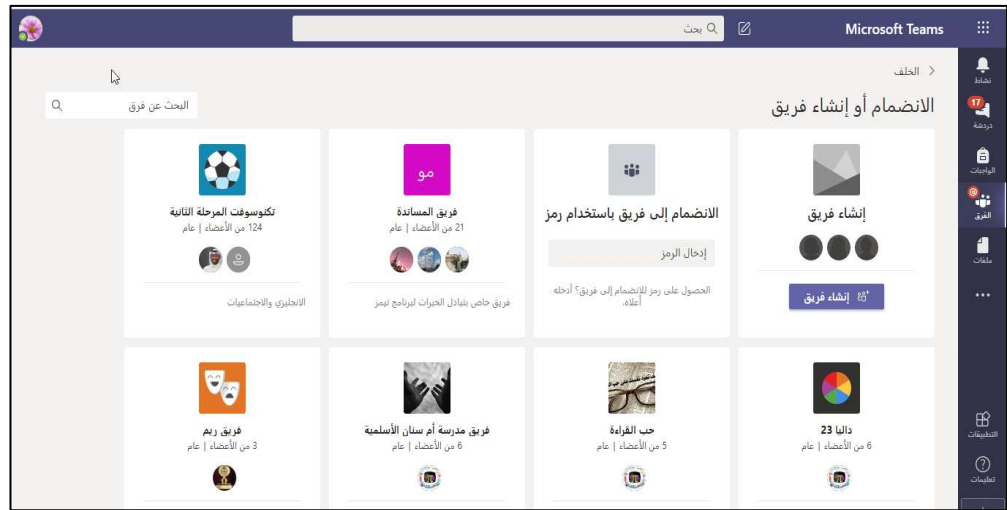 Microsoft Teams
بحث
نشاط
17
دردشة
الواجبات
@
الفرق
ملفات
التطبيقات
تعليمات
الخلف
الانضمام أو إنشاء فريق
البحث عن فرق
إنشاء فريق
إنشاء فريق
الانضمام إلى فريق باستخدام رمز
إدخال الرمز
الحصول على رمز للانضمام إلى فريق؟ أدخله
أعلاه.
مو
فريق المساندة
21 من الأعضاء | عام
فريق خاص بتبادل الخبرات لبرنامج تيمز
تكنوسوفت المرحلة الثانية
124 من الأعضاء | عام
الانجليزي والاجتماعيات
داليا 23
6 من الأعضاء | عام
حب القراءة
5 من الأعضاء | عام
فريق مدرسة أم سنان الأسلمية
6 من الأعضاء | عام
فريق ريم
3 من الأعضاء | عام